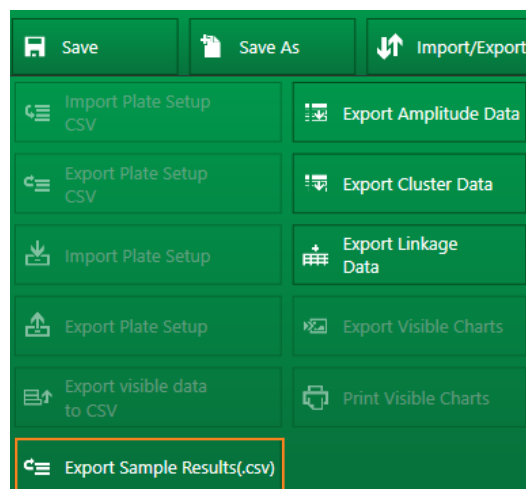 Save
Save As
Import/Export
Import Plate Setup
CSV
Export Amplitude Data
Export Plate Setup
CSV
Export Cluster Data
Import Plate Setup
Export Linkage
Data
Export Plate Setup
Export Visible Charts
Export visible data
to CSV
Print Visible Charts
Export Sample Results(.csv)